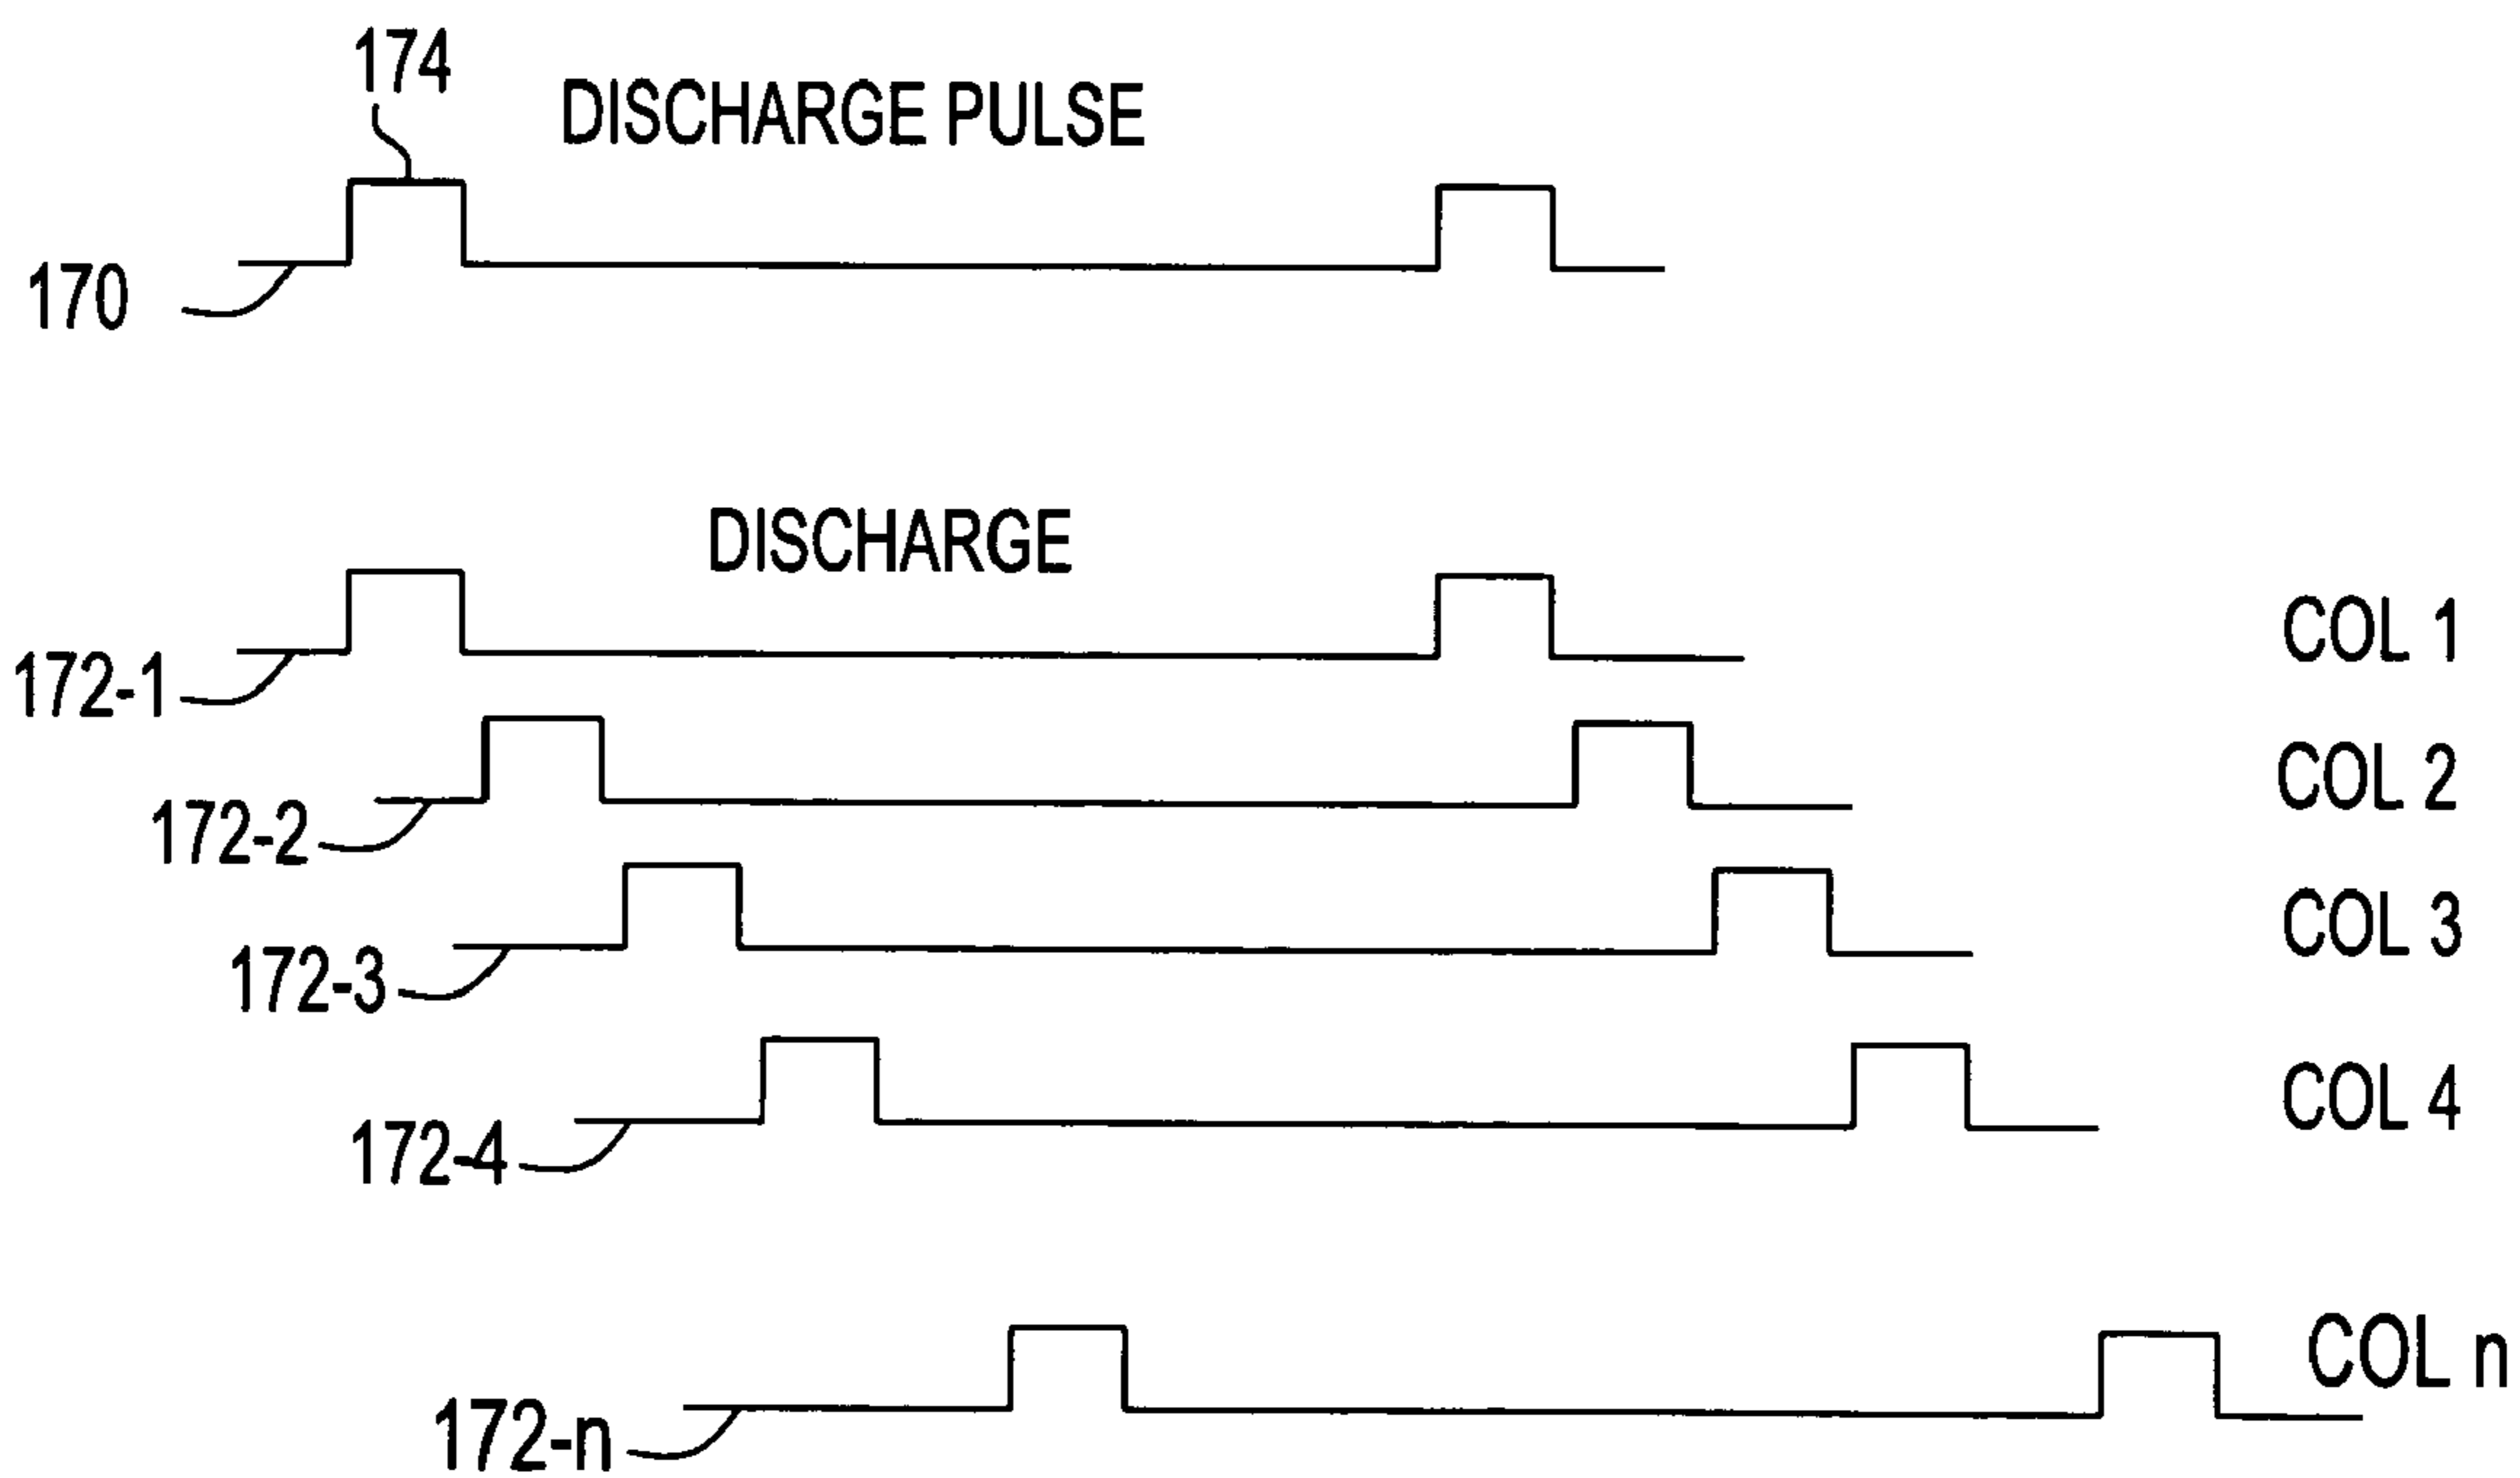 174
DISCHARGE PULSE
170
DISCHARGE
172-1
COL 1
172-2
COL 2
172-3
COL 3
172-4
COL 4
172-n
COL n